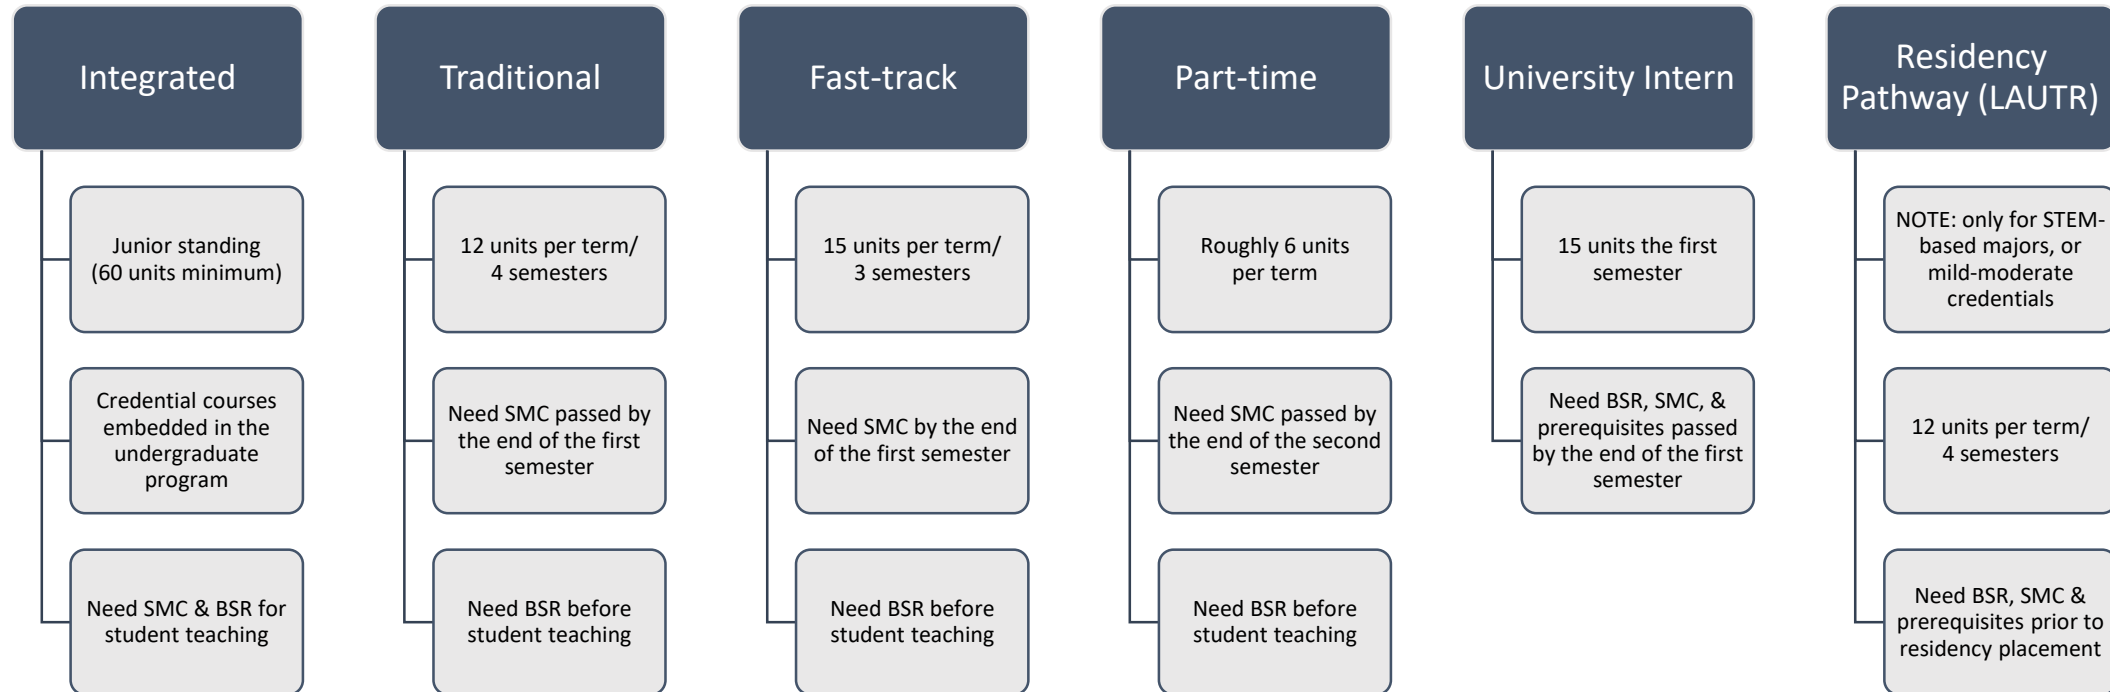 Integrated
Junior standing
(60 units minimum)
Credential courses
embedded in the
undergraduate
program
Need SMC & BSR for
student teaching
Traditional
12 units per term/
4 semesters
Need SMC passed by
the end of the first
semester
Need BSR before
student teaching
Fast-track
15 units per term/
3 semesters
Need SMC by the end
of the first semester
Need BSR before
student teaching
Part-time
Roughly 6 units
per term
Need SMC passed by
the end of the second
semester
Need BSR before
student teaching
University Intern
15 units the first
semester
Need BSR, SMC, &
prerequisites passed
by the end of the first
semester
Residency
Pathway (LAUTR)
NOTE: only for STEM-
based majors, or
mild-moderate
credentials
12 units per term/
4 semesters
Need BSR, SMC &
prerequisites prior to
residency placement